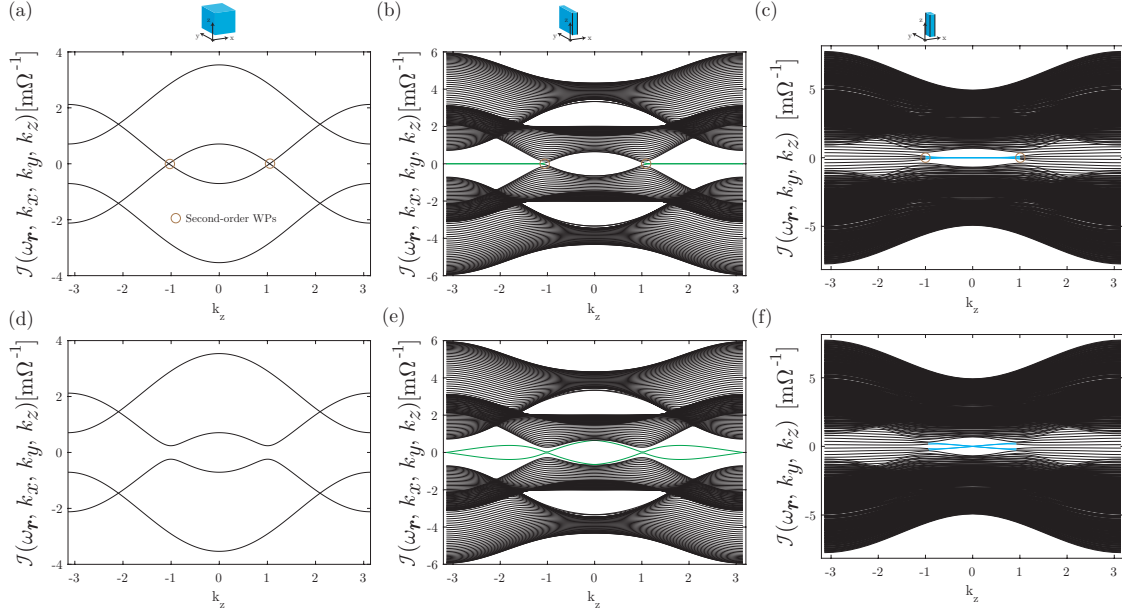 (a)
z
y
x
𝒥(ω_r, k_x, k_y, k_z)[mΩ^-1]
4
2
0
-2
-4
Second-order WPs
-3 -2 -1 0 1 2 3
k_z
(b)
z
y
x
𝒥(ω_r, k_x, k_y, k_z)[mΩ^-1]
6
4
2
0
-2
-4
-6
-3 -2 -1 0 1 2 3
k_z
(c)
z
y
x
𝒥(ω_r, k_y, k_z) [mΩ^-1]
5
0
-5
-3 -2 -1 0 1 2 3
k_z
(d)
𝒥(ω_r, k_x, k_y, k_z)[mΩ^-1]
4
2
0
-2
-4
-3 -2 -1 0 1 2 3
k_z
(e)
𝒥(ω_r, k_x, k_y, k_z)[mΩ^-1]
6
4
2
0
-2
-4
-6
-3 -2 -1 0 1 2 3
k_z
(f)
𝒥(ω_r, k_y, k_z) [mΩ^-1]
5
0
-5
-3 -2 -1 0 1 2 3
k_z